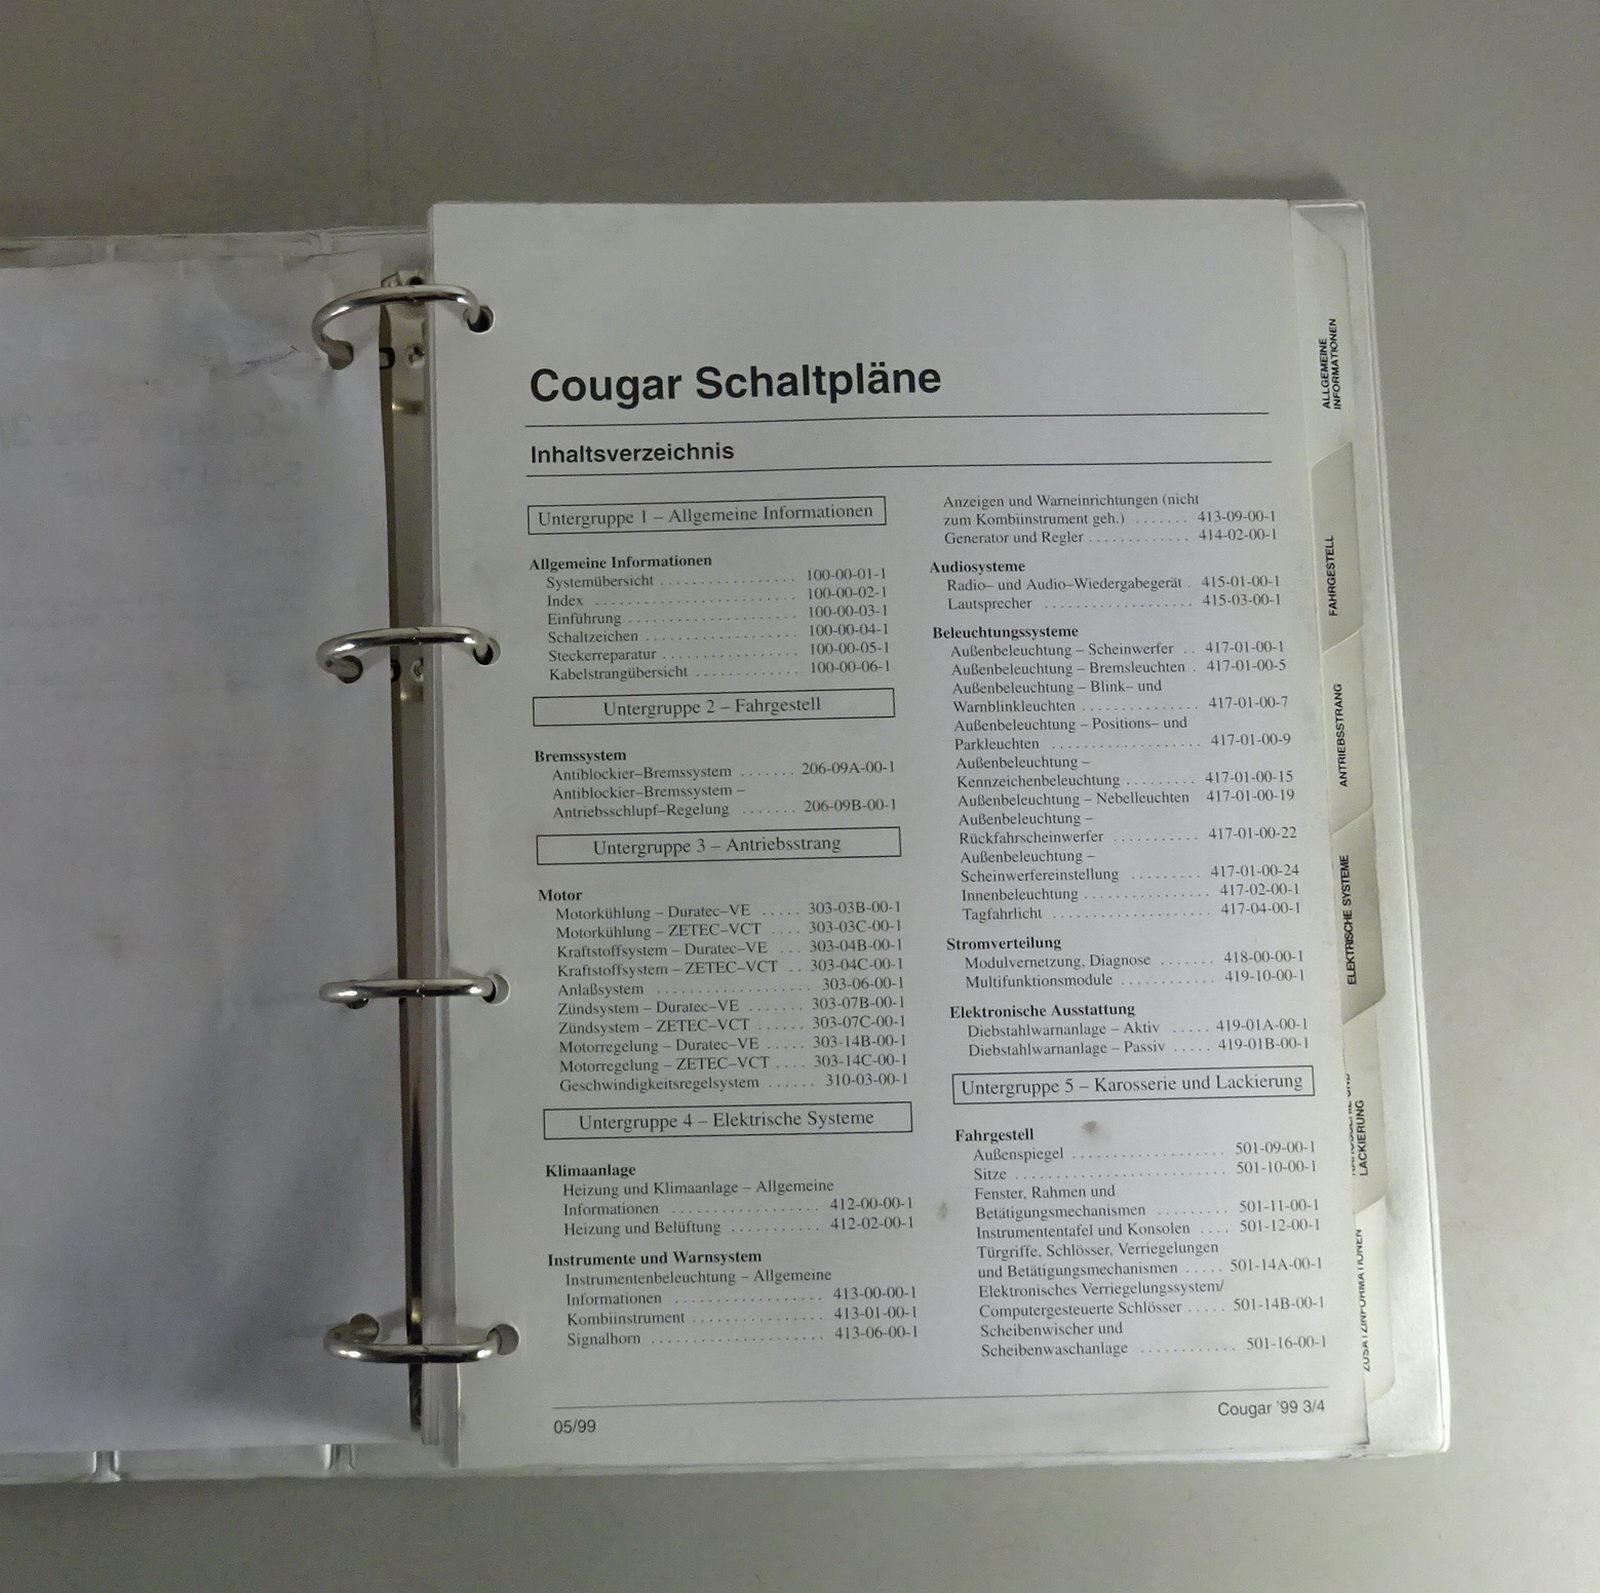 Cougar Schaltpläne
Inhaltsverzeichnis
Untergruppe 1 – Allgemeine Informationen
Allgemeine Informationen
Systemübersicht . . . . . . . . . . . . . . . . . 100-00-01-1
Index . . . . . . . . . . . . . . . . . . . . . . . . . 100-00-02-1
Einführung . . . . . . . . . . . . . . . . . . . . . 100-00-03-1
Schaltzeichen . . . . . . . . . . . . . . . . . . . 100-00-04-1
Steckerreparatur . . . . . . . . . . . . . . . . . 100-00-05-1
Kabelstrangübersicht . . . . . . . . . . . . . 100-00-06-1
Untergruppe 2 – Fahrgestell
Bremssystem
Antiblockier–Bremssystem . . . . . . . 206-09A-00-1
Antiblockier–Bremssystem –
Antriebsschlupf–Regelung . . . . . . . 206-09B-00-1
Untergruppe 3 – Antriebsstrang
Motor
Motorkühlung – Duratec–VE . . . . . 303-03B-00-1
Motorkühlung – ZETEC–VCT . . . . 303-03C-00-1
Kraftstoffsystem – Duratec–VE . . . 303-04B-00-1
Kraftstoffsystem – ZETEC–VCT . . 303-04C-00-1
Anlaßsystem . . . . . . . . . . . . . . . . . . . . 303-06-00-1
Zündsystem – Duratec–VE . . . . . . . 303-07B-00-1
Zündsystem – ZETEC–VCT . . . . . . 303-07C-00-1
Motorregelung – Duratec–VE . . . . . 303-14B-00-1
Motorregelung – ZETEC–VCT . . . . 303-14C-00-1
Geschwindigkeitsregelsystem . . . . . . 310-03-00-1
Untergruppe 4 – Elektrische Systeme
Klimaanlage
Heizung und Klimaanlage – Allgemeine
Informationen . . . . . . . . . . . . . . . . . . 412-00-00-1
Heizung und Belüftung . . . . . . . . . . . 412-02-00-1
Instrumente und Warnsystem
Instrumentenbeleuchtung – Allgemeine
Informationen . . . . . . . . . . . . . . . . . . 413-00-00-1
Kombiinstrument . . . . . . . . . . . . . . . . 413-01-00-1
Signalhorn . . . . . . . . . . . . . . . . . . . . . 413-06-00-1
Anzeigen und Warneinrichtungen (nicht
zum Kombiinstrument geh.) . . . . . . . 413-09-00-1
Generator und Regler . . . . . . . . . . . . . 414-02-00-1
Audiosysteme
Radio– und Audio–Wiedergabegerät . 415-01-00-1
Lautsprecher . . . . . . . . . . . . . . . . . . 415-03-00-1
Beleuchtungssysteme
Außenbeleuchtung – Scheinwerfer . . 417-01-00-1
Außenbeleuchtung – Bremsleuchten . 417-01-00-5
Außenbeleuchtung – Blink– und
Warnblinkleuchten . . . . . . . . . . . . . . . 417-01-00-7
Außenbeleuchtung – Positions– und
Parkleuchten . . . . . . . . . . . . . . . . . . . 417-01-00-9
Außenbeleuchtung –
Kennzeichenbeleuchtung . . . . . . . . . 417-01-00-15
Außenbeleuchtung – Nebelleuchten 417-01-00-19
Außenbeleuchtung –
Rückfahrscheinwerfer . . . . . . . . . . . 417-01-00-22
Außenbeleuchtung –
Scheinwerfereinstellung . . . . . . . . . 417-01-00-24
Innenbeleuchtung . . . . . . . . . . . . . . . . 417-02-00-1
Tagfahrlicht . . . . . . . . . . . . . . . . . . . . 417-04-00-1
Stromverteilung
Modulvernetzung, Diagnose . . . . . . . 418-00-00-1
Multifunktionsmodule . . . . . . . . . . . . 419-10-00-1
Elektronische Ausstattung
Diebstahlwarnanlage – Aktiv . . . . . 419-01A-00-1
Diebstahlwarnanlage – Passiv . . . . . 419-01B-00-1
Untergruppe 5 – Karosserie und Lackierung
Fahrgestell
Außenspiegel . . . . . . . . . . . . . . . . . . . 501-09-00-1
Sitze . . . . . . . . . . . . . . . . . . . . . . . . . . 501-10-00-1
Fenster, Rahmen und
Betätigungsmechanismen . . . . . . . . . 501-11-00-1
Instrumententafel und Konsolen . . . . 501-12-00-1
Türgriffe, Schlösser, Verriegelungen
und Betätigungsmechanismen . . . . . 501-14A-00-1
Elektronisches Verriegelungssystem/
Computergesteuerte Schlösser . . . . . 501-14B-00-1
Scheibenwischer und
Scheibenwaschanlage . . . . . . . . . . . . 501-16-00-1
05/99
Cougar '99 3/4
ALLGEMEINE
INFORMATIONEN
FAHRGESTELL
ANTRIEBSSTRANG
ELEKTRISCHE SYSTEME
LACKIERUNG
ZUSATZINFORMATIONEN